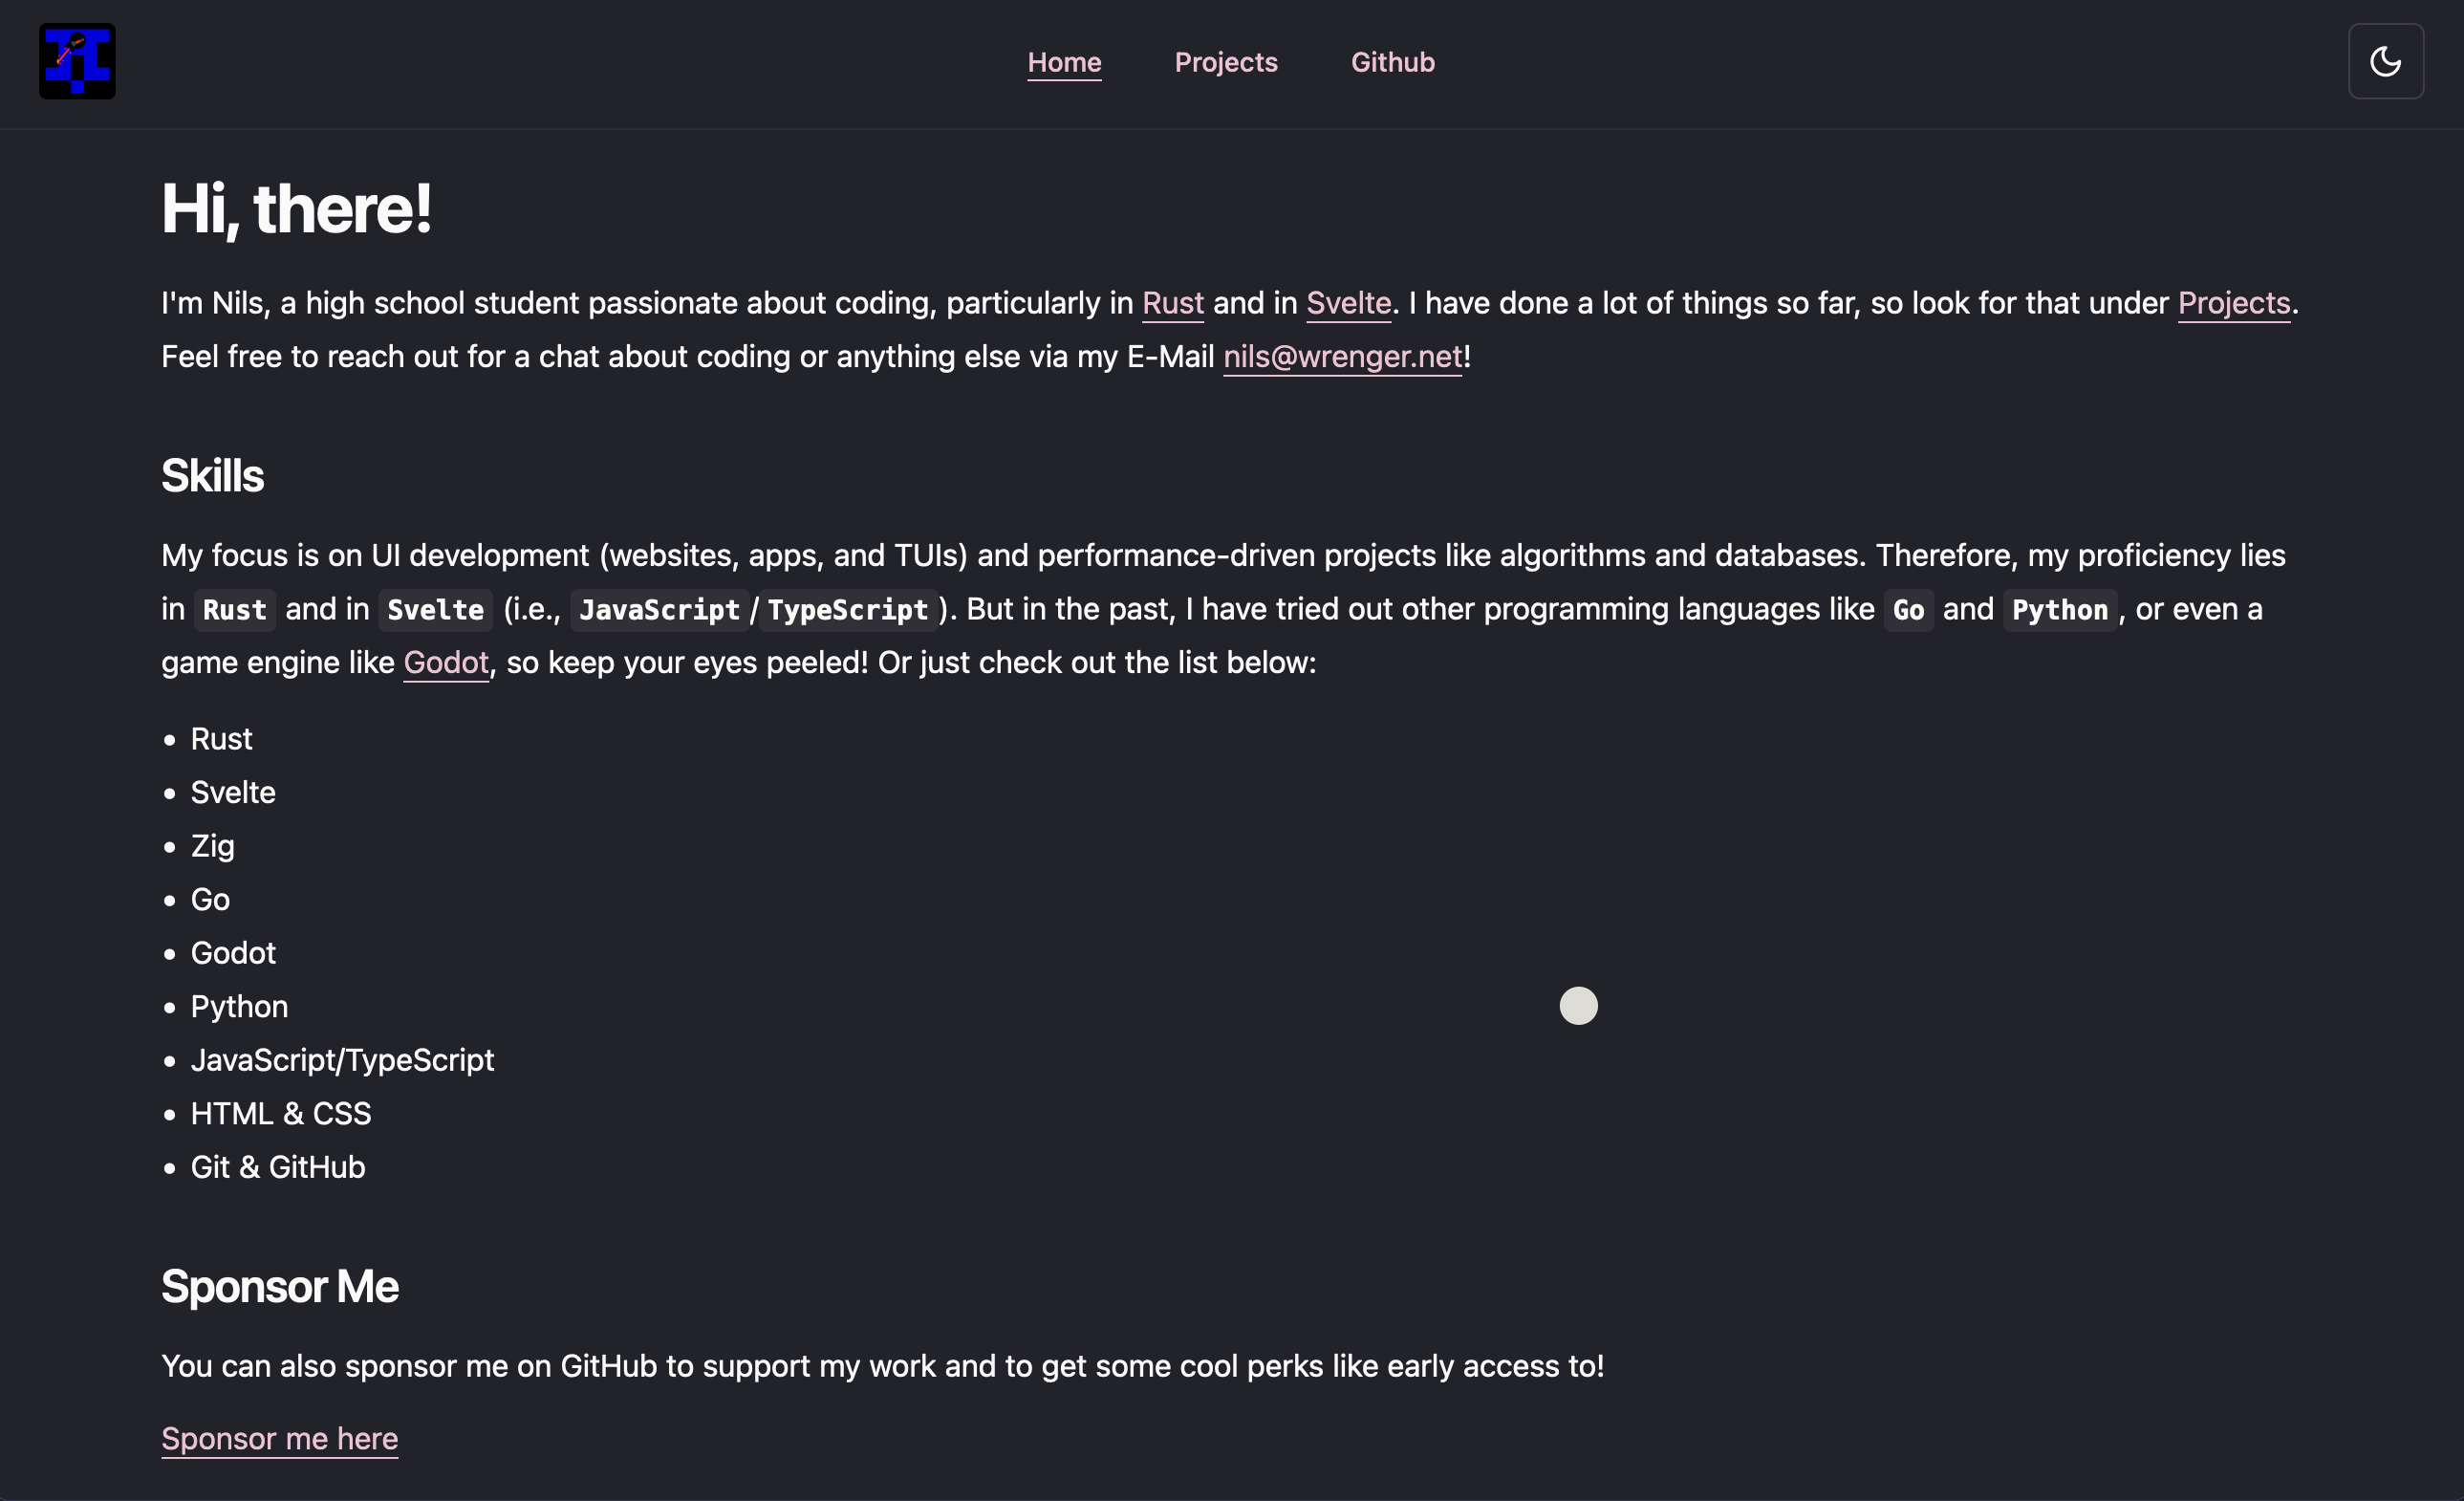 Home Projects Github
Hi, there!
I'm Nils, a high school student passionate about coding, particularly in Rust and in Svelte. I have done a lot of things so far, so look for that under Projects.
Feel free to reach out for a chat about coding or anything else via my E-Mail nils@wrenger.net!
Skills
My focus is on UI development (websites, apps, and TUIs) and performance-driven projects like algorithms and databases. Therefore, my proficiency lies
in Rust and in Svelte (i.e., JavaScript/TypeScript). But in the past, I have tried out other programming languages like Go and Python, or even a
game engine like Godot, so keep your eyes peeled! Or just check out the list below:
• Rust
• Svelte
• Zig
• Go
• Godot
• Python
• JavaScript/TypeScript
• HTML & CSS
• Git & GitHub
Sponsor Me
You can also sponsor me on GitHub to support my work and to get some cool perks like early access to!
Sponsor me here